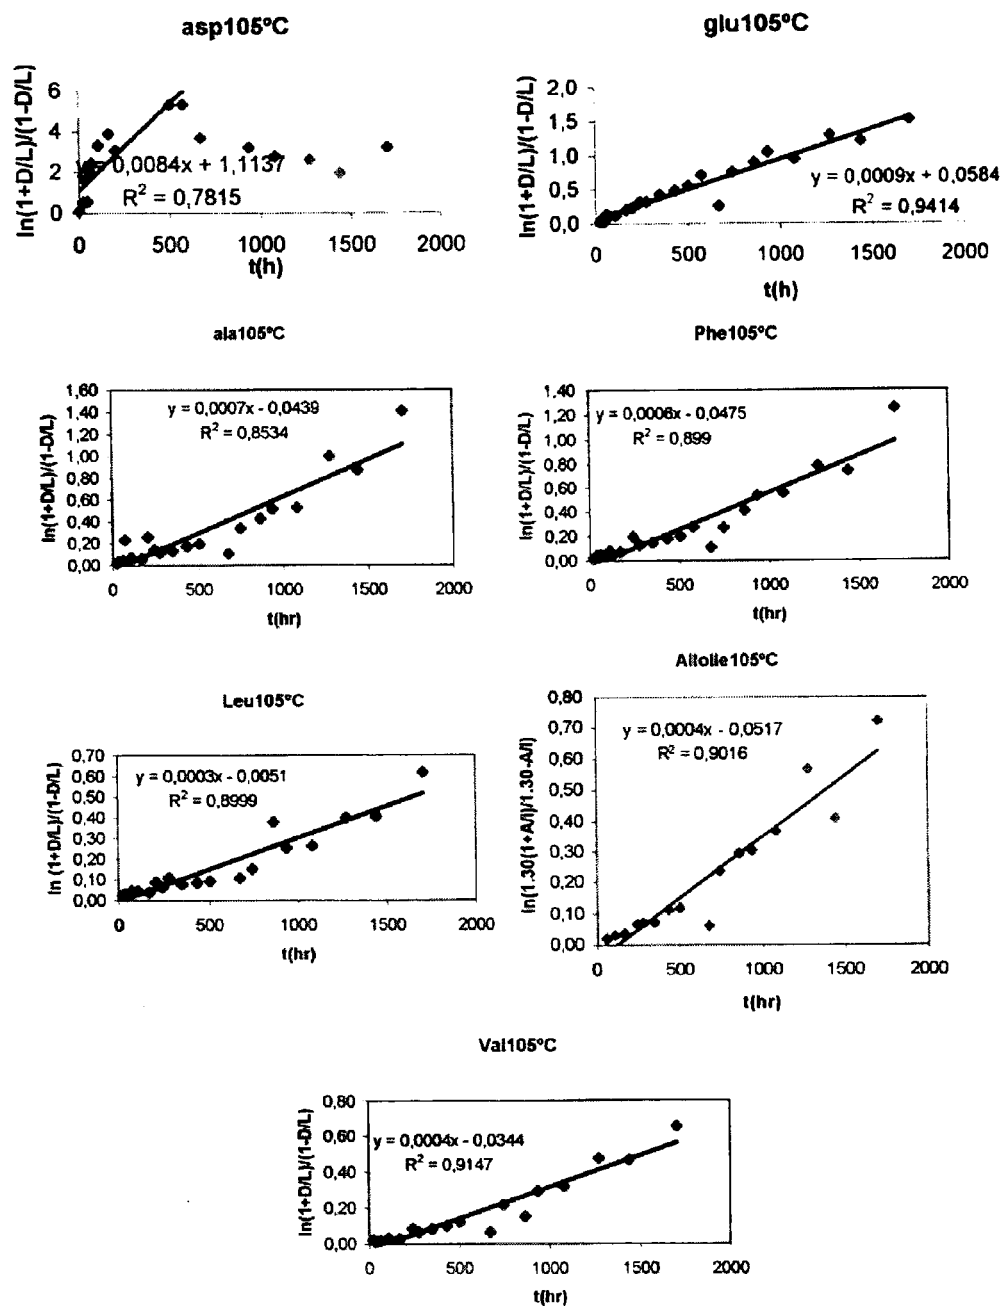 asp105ºC
ln(1+D/L)/(1-D/L)
6
4
2
0
y = 0,0084x + 1,1137
R² = 0,7815
0 500 1000 1500 2000
t(h)
glu105ºC
ln(1+D/L)/(1-D/L)
2,0
1,5
1,0
0,5
0,0
y = 0,0009x + 0,0584
R² = 0,9414
0 500 1000 1500 2000
t(h)
ala105ºC
ln(1+D/L)/(1-D/L)
1,60
1,40
1,20
1,00
0,80
0,60
0,40
0,20
0,00
y = 0,0007x - 0,0439
R² = 0,8534
0 500 1000 1500 2000
t(hr)
Phe105ºC
ln(1+D/L)/(1-D/L)
1.40
1,20
1,00
0,80
0,60
0,40
0,20
0,00
y = 0,0006x - 0,0475
R² = 0,899
0 500 1000 1500 2000
t(hr)
Leu105ºC
ln (1+D/L)/(1-D/L)
0,70
0,60
0,50
0,40
0,30
0,20
0,10
0,00
y = 0,0003x - 0,0051
R² = 0,8999
0 500 1000 1500 2000
t(hr)
AlloIle105ºC
ln(1.30(1+A/I)/1.30-A/I)
0,80
0,70
0,60
0,50
0,40
0,30
0,20
0,10
0,00
y = 0,0004x - 0,0517
R² = 0,9016
0 500 1000 1500 2000
t(hr)
Val105ºC
ln(1+D/L)/(1-D/L)
0,80
0,60
0,40
0,20
0,00
y = 0,0004x - 0,0344
R² = 0,9147
0 500 1000 1500 2000
t(hr)